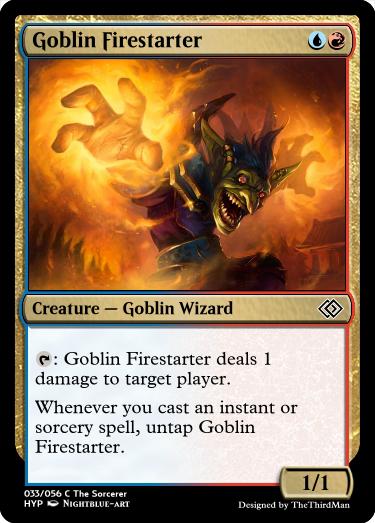 Goblin Firestarter
Creature — Goblin Wizard
: Goblin Firestarter deals 1
damage to target player.
Whenever you cast an instant or
sorcery spell, untap Goblin
Firestarter.
1/1
033/056 C The Sorcerer
HYP Nightblue-art
Designed by TheThirdMan